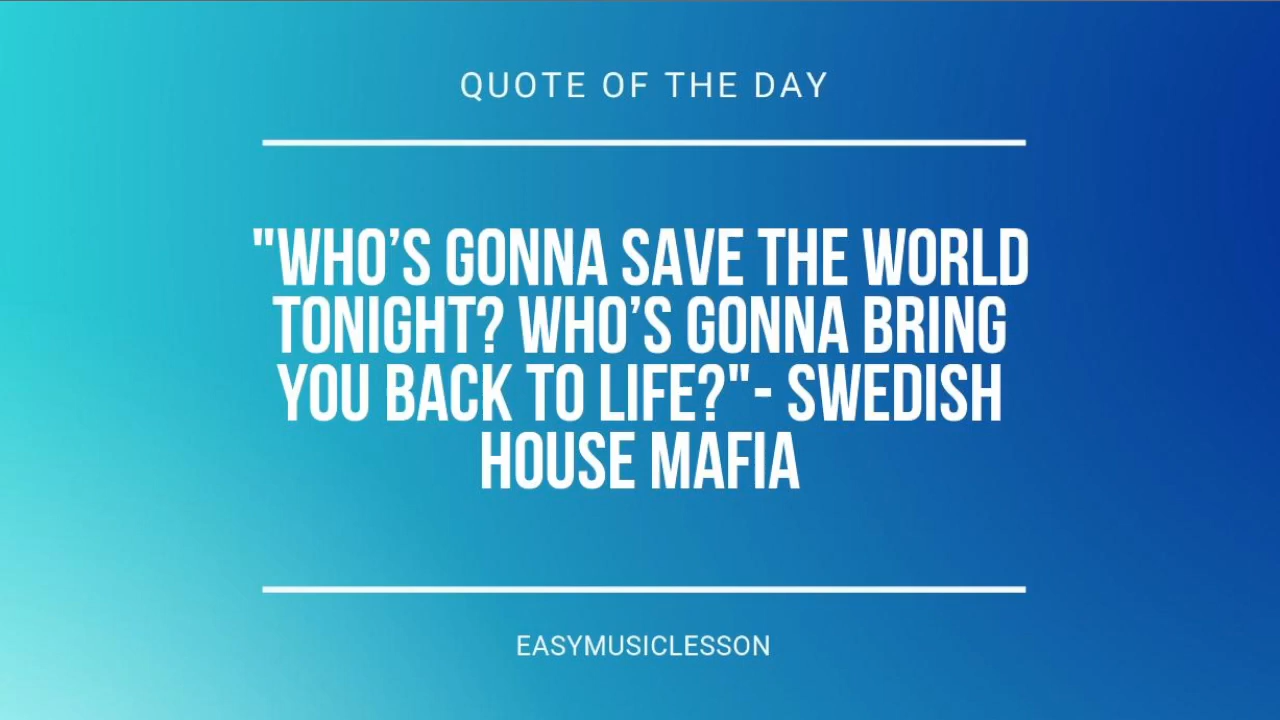 QUOTE OF THE DAY
"WHO’S GONNA SAVE THE WORLD
TONIGHT? WHO’S GONNA BRING
YOU BACK TO LIFE?"- SWEDISH
HOUSE MAFIA
EASYMUSICLESSON